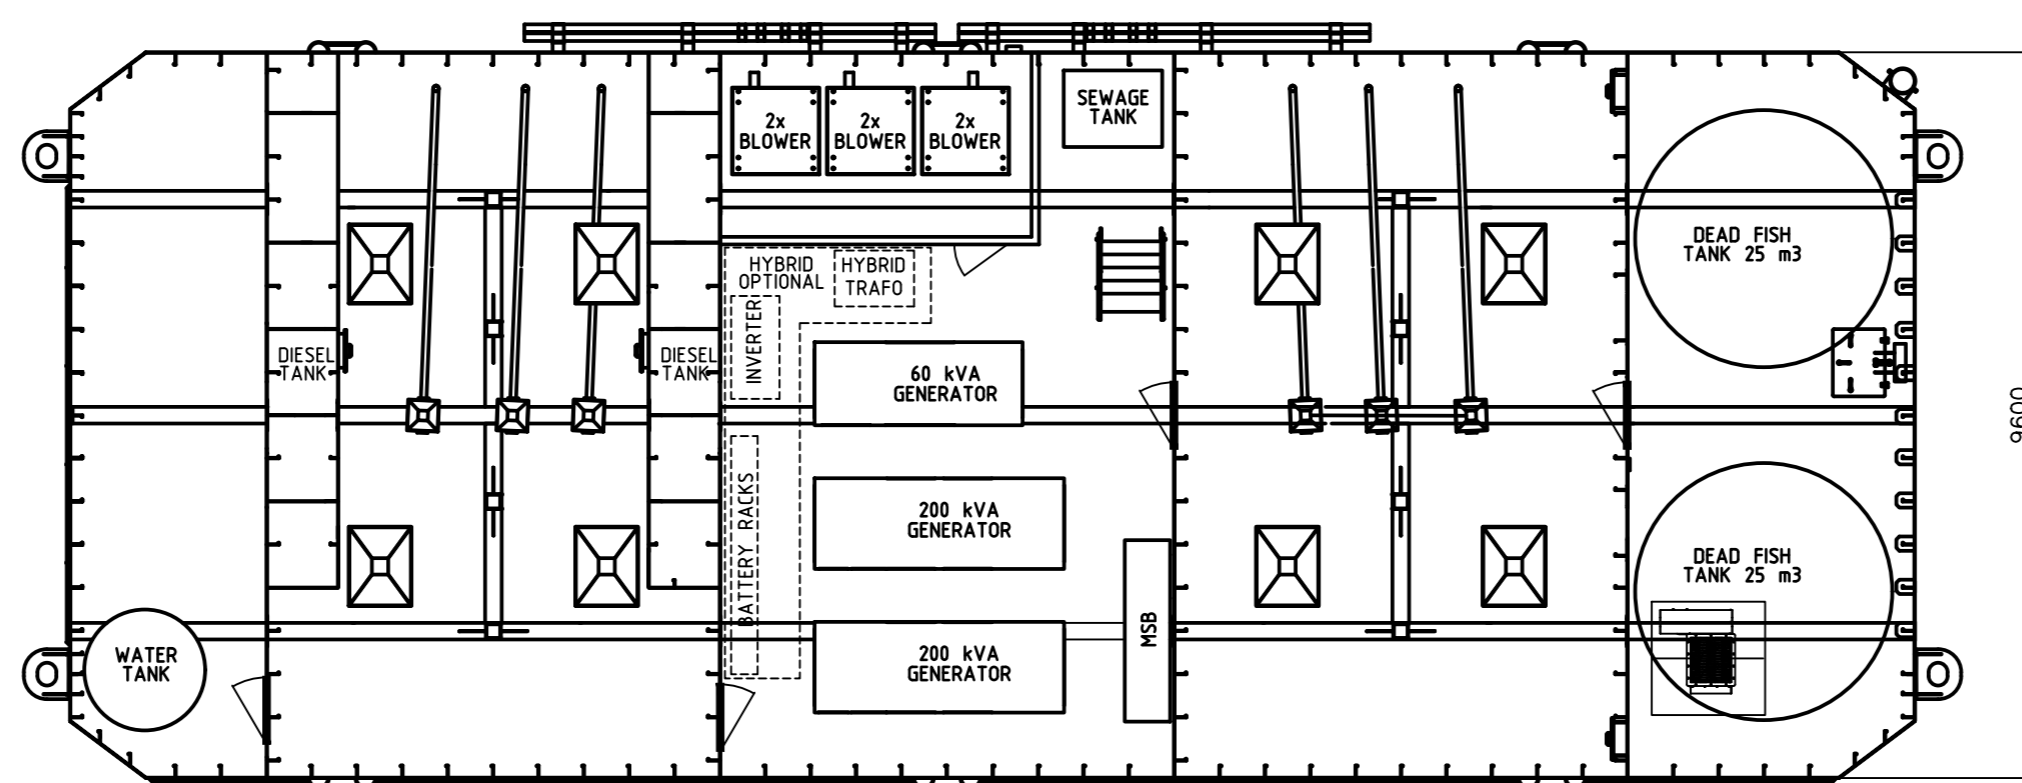 2x
BLOWER
2x
BLOWER
2x
BLOWER
SEWAGE
TANK
HYBRID
OPTIONAL
HYBRID
TRAFO
INVERTER
DIESEL
TANK
DIESEL
TANK
60 kVA
GENERATOR
DEAD FISH
TANK 25 m3
9600
BATTERY RACKS
200 kVA
GENERATOR
DEAD FISH
TANK 25 m3
WATER
TANK
200 kVA
GENERATOR
MSB